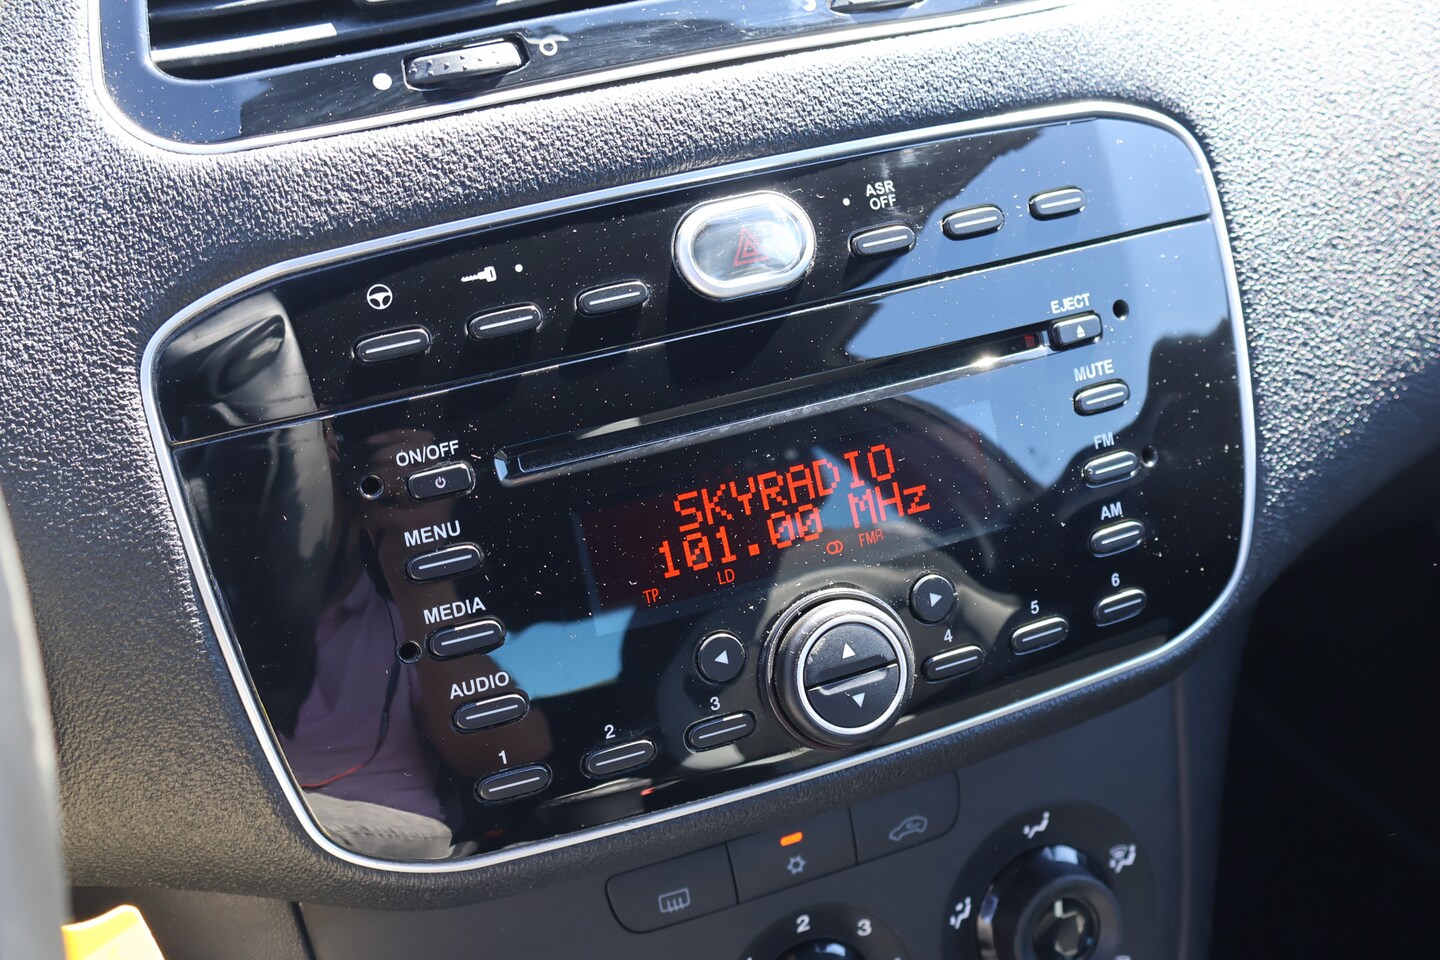 ASR
OFF
EJECT
MUTE
ON/OFF
FM
SKYRADIO
101.00 MHz
MENU
AM
TP
LD
FMA
MEDIA
6
5
4
AUDIO
3
2
1
2
3